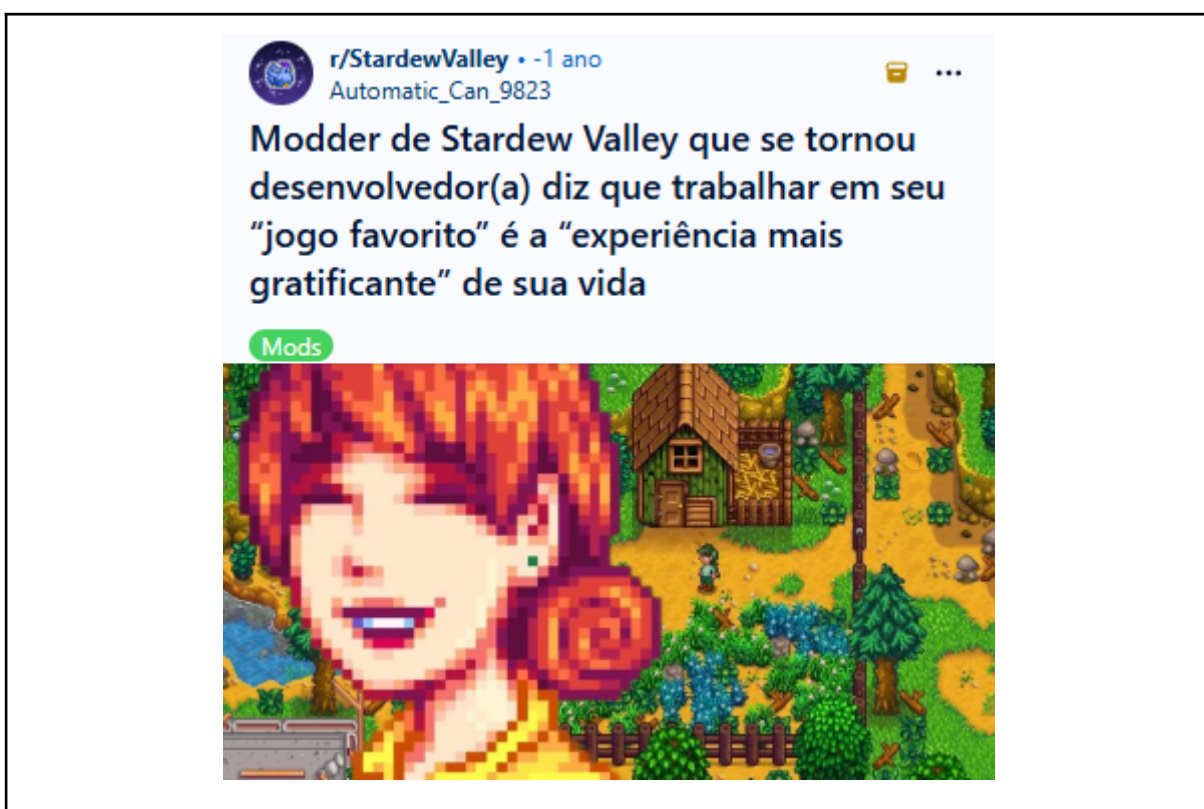 r/StardewValley • -1 ano
Automatic_Can_9823
Modder de Stardew Valley que se tornou
desenvolvedor(a) diz que trabalhar em seu
“jogo favorito” é a “experiência mais
gratificante” de sua vida
Mods